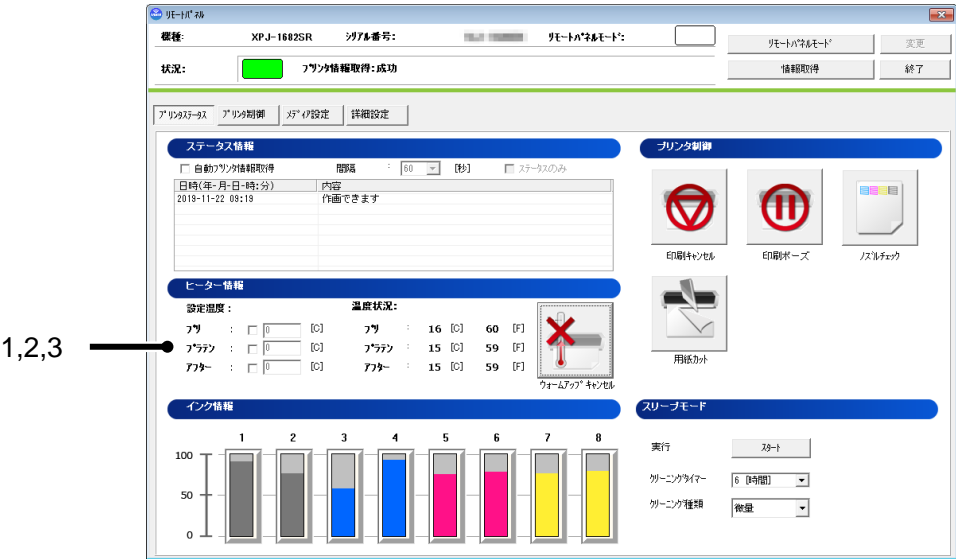 リモートパネル
機種: XPJ-1682SR シリアル番号: リモートパネルモード:
リモートパネルモード 変更
状況: プリンタ情報取得:成功
情報取得 終了
プリンタステータス プリンタ制御 メディア設定 詳細設定
ステータス情報
自動プリンタ情報取得 間隔 : 60 [秒] ステータスのみ
日時(年-月-日-時:分) 内容
2019-11-22 09:19 作画できます
プリンタ制御
印刷キャンセル 印刷ポーズ ノズルチェック
用紙カット
ヒーター情報
設定温度: 温度状況:
プリ : 0 [C] プリ : 16 [C] 60 [F]
プラテン : 0 [C] プラテン : 15 [C] 59 [F]
アフター : 0 [C] アフター : 15 [C] 59 [F]
ウォームアップキャンセル
1,2,3
インク情報
1 2 3 4 5 6 7 8
100
50
0
スリープモード
実行 スタート
クリーニングタイマー 6 [時間]
クリーニング種類 微量